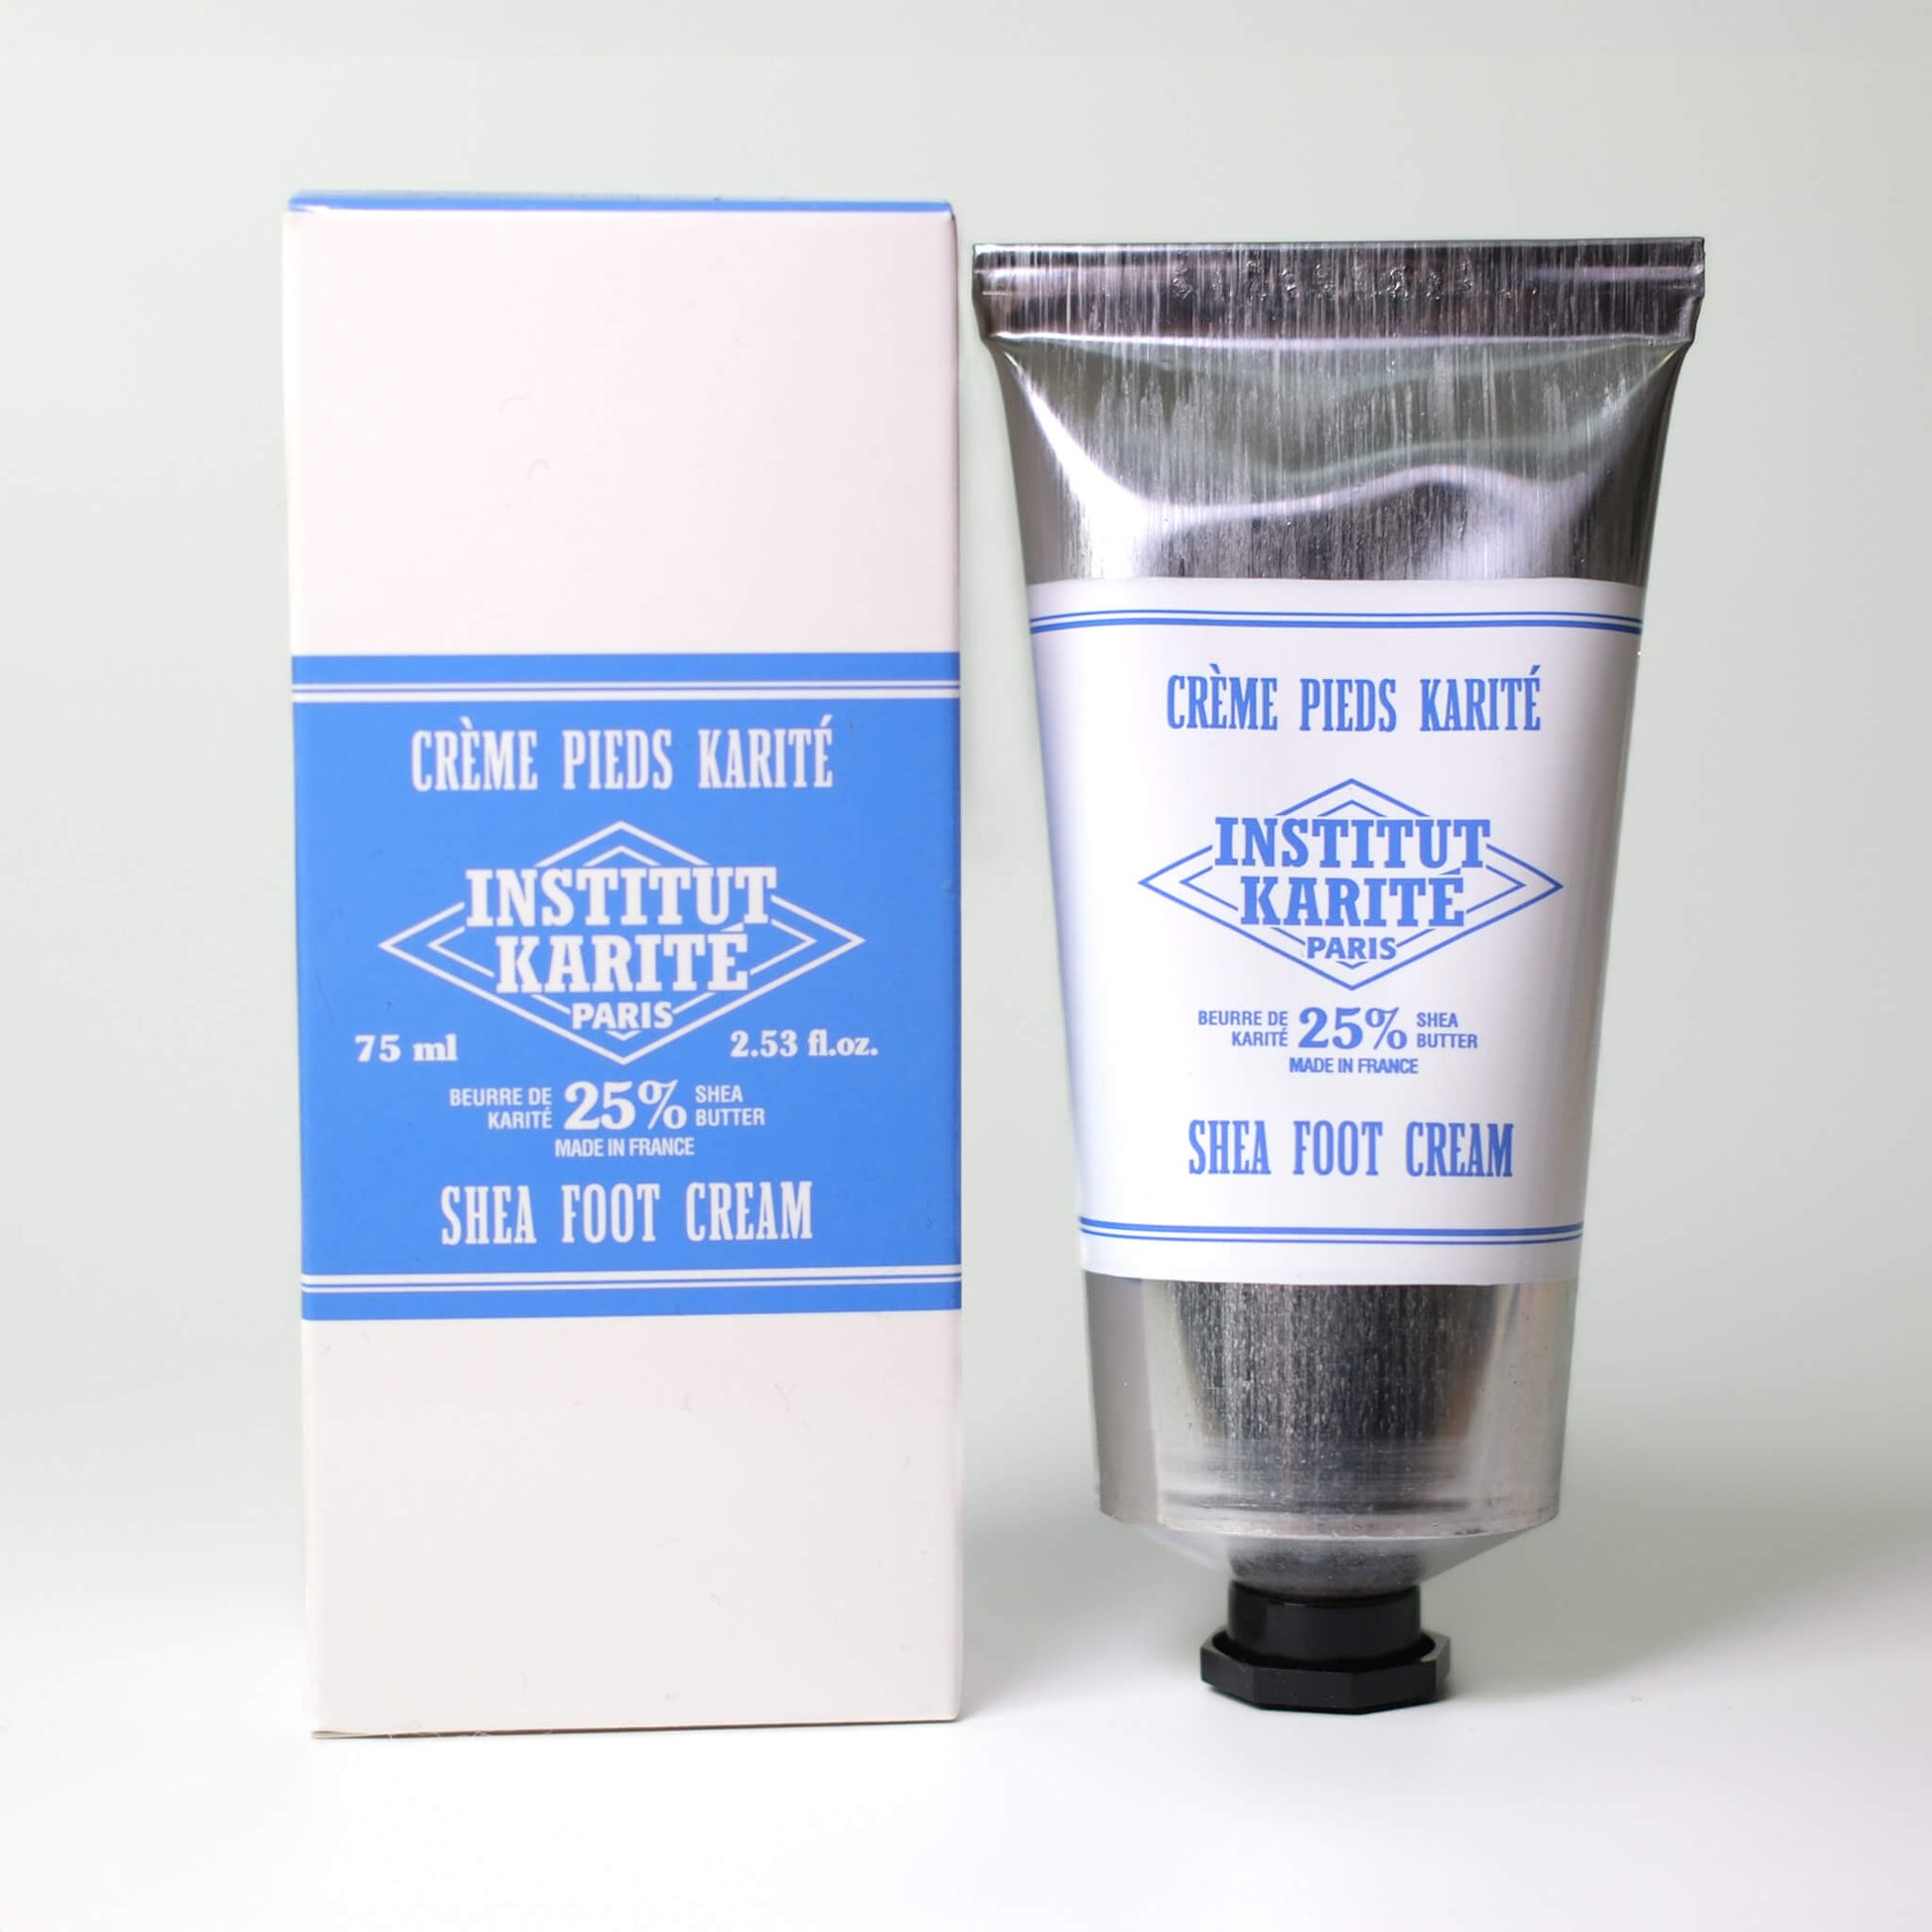 CRÈME PIEDS KARITÉ
INSTITUT
KARITÉ
PARIS
75 ml 2.53 fl.oz.
BEURRE DE KARITÉ 25% SHEA BUTTER
MADE IN FRANCE
SHEA FOOT CREAM
CRÈME PIEDS KARITÉ
INSTITUT
KARITÉ
PARIS
BEURRE DE KARITÉ 25% SHEA BUTTER
MADE IN FRANCE
SHEA FOOT CREAM